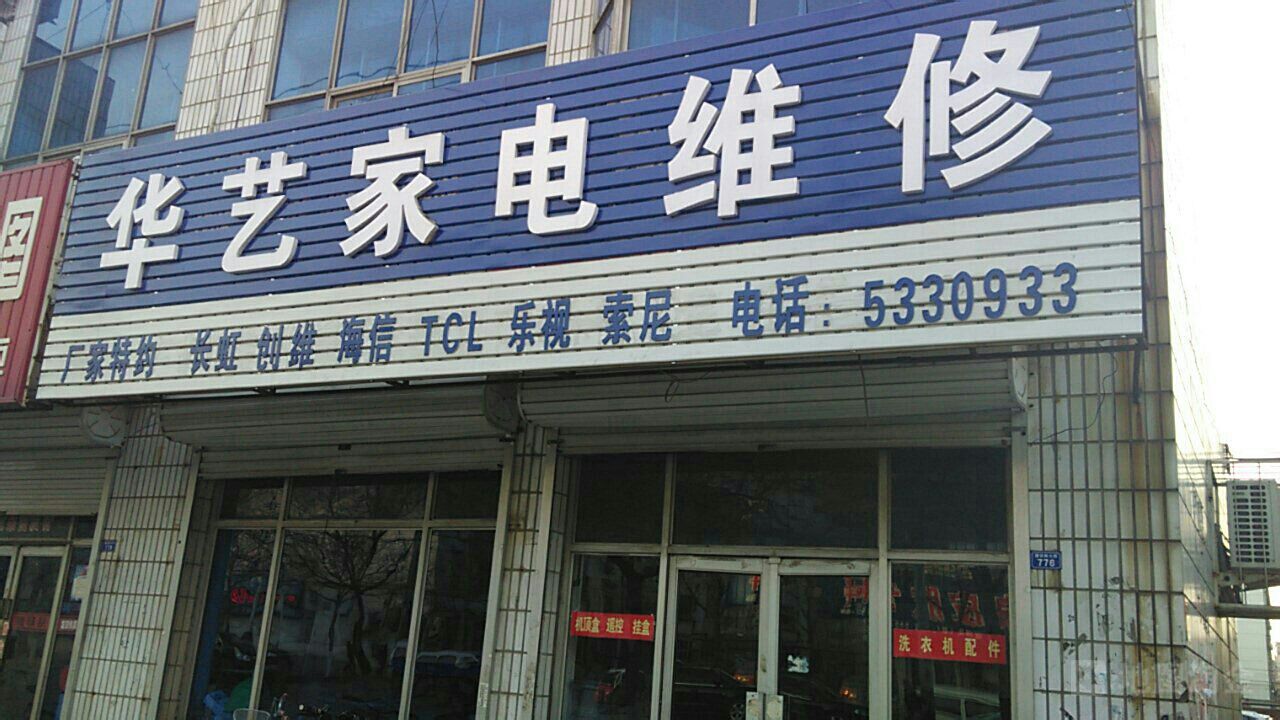 华艺家电维修
厂家特约 长虹 创维 海信 TCL 乐视 索尼 电话:5330933
机顶盒 遥控 挂盒
洗衣机配件
776